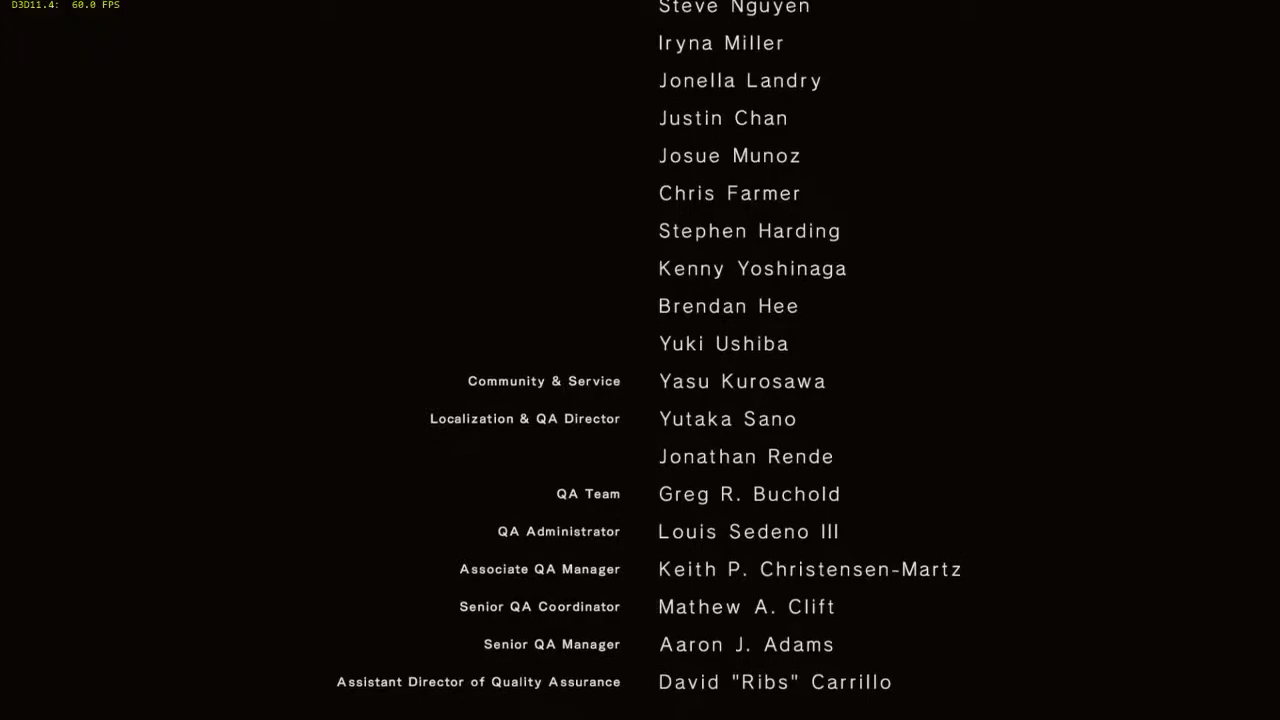 D3D11.4: 60.0 FPS
Steve Nguyen
Iryna Miller
Jonella Landry
Justin Chan
Josue Munoz
Chris Farmer
Stephen Harding
Kenny Yoshinaga
Brendan Hee
Yuki Ushiba
Community & Service Yasu Kurosawa
Localization & QA Director Yutaka Sano
Jonathan Rende
QA Team Greg R. Buchold
QA Administrator Louis Sedeno III
Associate QA Manager Keith P. Christensen-Martz
Senior QA Coordinator Mathew A. Clift
Senior QA Manager Aaron J. Adams
Assistant Director of Quality Assurance David "Ribs" Carrillo